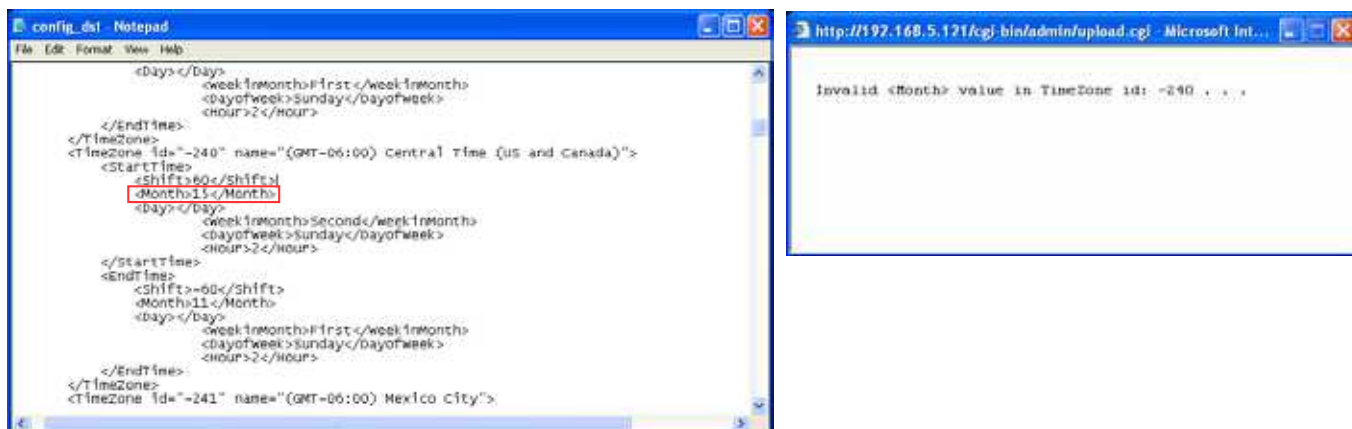 config_dst - Notepad
File Edit Format View Help
<Day></Day>
<WeekInMonth>First</WeekInMonth>
<DayofWeek>Sunday</DayofWeek>
<Hour>2</Hour>
</EndTime>
</TimeZone>
<TimeZone id="-240" name="(GMT-06:00) Central Time (US and Canada)">
<StartTime>
<Shift>60</Shift>
<Month>15</Month>
<Day></Day>
<WeekInMonth>Second</WeekInMonth>
<DayofWeek>Sunday</DayofWeek>
<Hour>2</Hour>
</StartTime>
<EndTime>
<Shift>-60</Shift>
<Month>11</Month>
<Day></Day>
<WeekInMonth>First</WeekInMonth>
<DayofWeek>Sunday</DayofWeek>
<Hour>2</Hour>
</EndTime>
</TimeZone>
<TimeZone id="-241" name="(GMT-06:00) Mexico City">
http://192.168.5.121/cgi-bin/admin/upload.cgi - Microsoft Int...
Invalid <Month> value in TimeZone id: -240 . . .